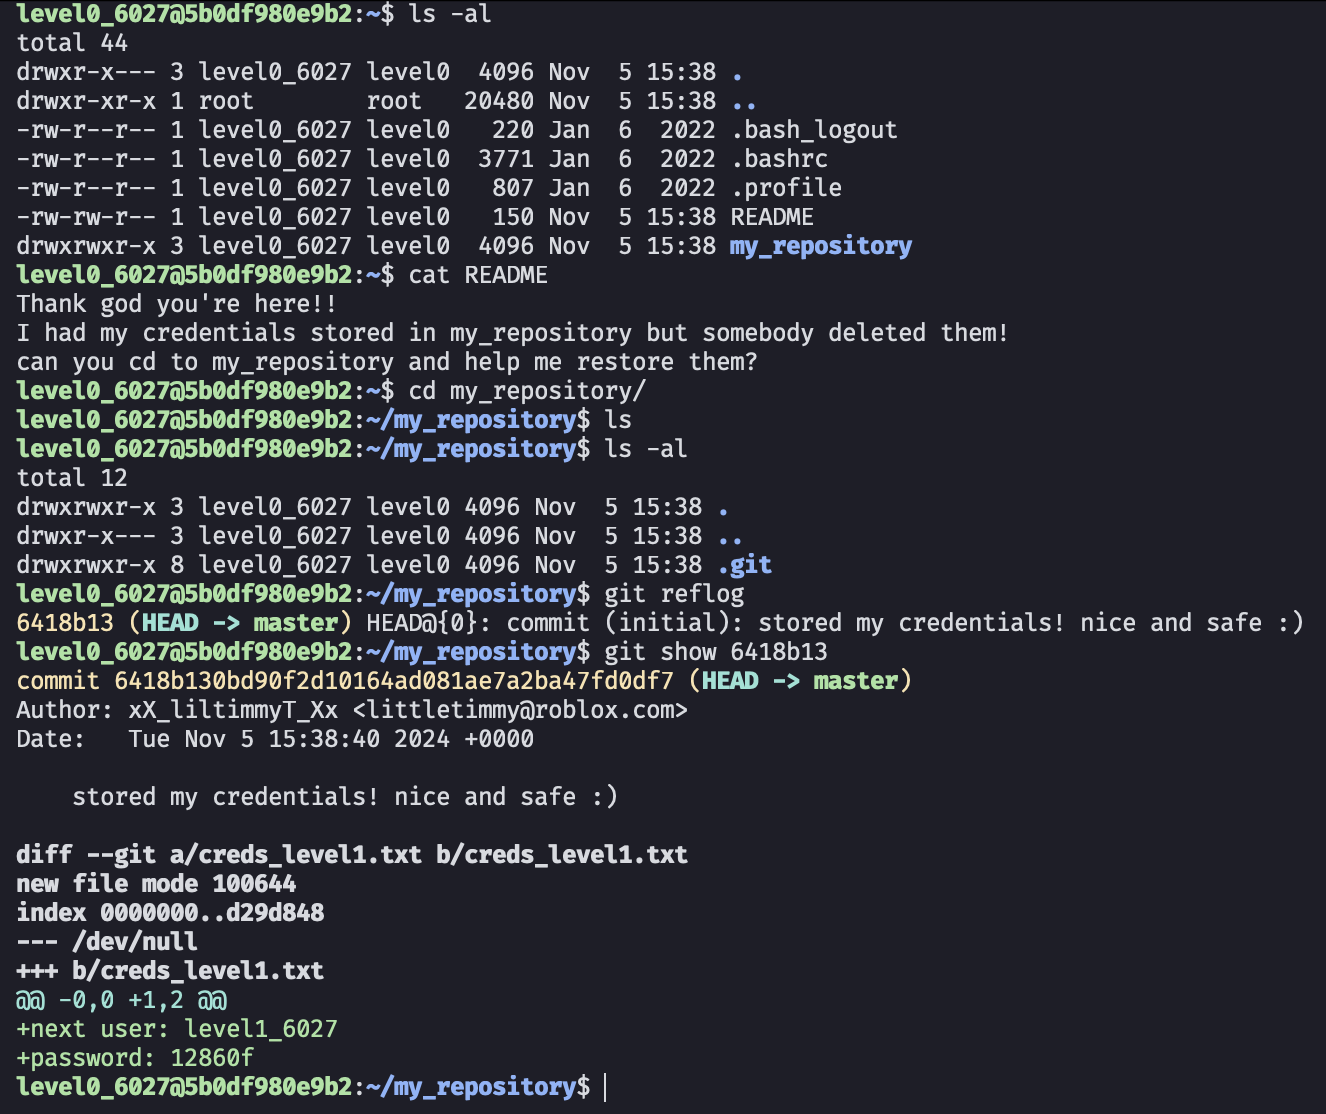 level0_6027@5b0df980e9b2:~$ ls -al
total 44
drwxr-x--- 3 level0_6027 level0  4096 Nov  5 15:38 .
drwxr-xr-x 1 root        root   20480 Nov  5 15:38 ..
-rw-r--r-- 1 level0_6027 level0   220 Jan  6  2022 .bash_logout
-rw-r--r-- 1 level0_6027 level0  3771 Jan  6  2022 .bashrc
-rw-r--r-- 1 level0_6027 level0   807 Jan  6  2022 .profile
-rw-rw-r-- 1 level0_6027 level0   150 Nov  5 15:38 README
drwxrwxr-x 3 level0_6027 level0  4096 Nov  5 15:38 my_repository
level0_6027@5b0df980e9b2:~$ cat README
Thank god you're here!!
I had my credentials stored in my_repository but somebody deleted them!
can you cd to my_repository and help me restore them?
level0_6027@5b0df980e9b2:~$ cd my_repository/
level0_6027@5b0df980e9b2:~/my_repository$ ls
level0_6027@5b0df980e9b2:~/my_repository$ ls -al
total 12
drwxrwxr-x 3 level0_6027 level0 4096 Nov  5 15:38 .
drwxr-x--- 3 level0_6027 level0 4096 Nov  5 15:38 ..
drwxrwxr-x 8 level0_6027 level0 4096 Nov  5 15:38 .git
level0_6027@5b0df980e9b2:~/my_repository$ git reflog
6418b13 (HEAD -> master) HEAD@{0}: commit (initial): stored my credentials! nice and safe :)
level0_6027@5b0df980e9b2:~/my_repository$ git show 6418b13
commit 6418b130bd90f2d10164ad081ae7a2ba47fd0df7 (HEAD -> master)
Author: xX_liltimmyT_Xx <littletimmy@roblox.com>
Date:   Tue Nov 5 15:38:40 2024 +0000

    stored my credentials! nice and safe :)

diff --git a/creds_level1.txt b/creds_level1.txt
new file mode 100644
index 0000000..d29d848
--- /dev/null
+++ b/creds_level1.txt
@@ -0,0 +1,2 @@
+next user: level1_6027
+password: 12860f
level0_6027@5b0df980e9b2:~/my_repository$